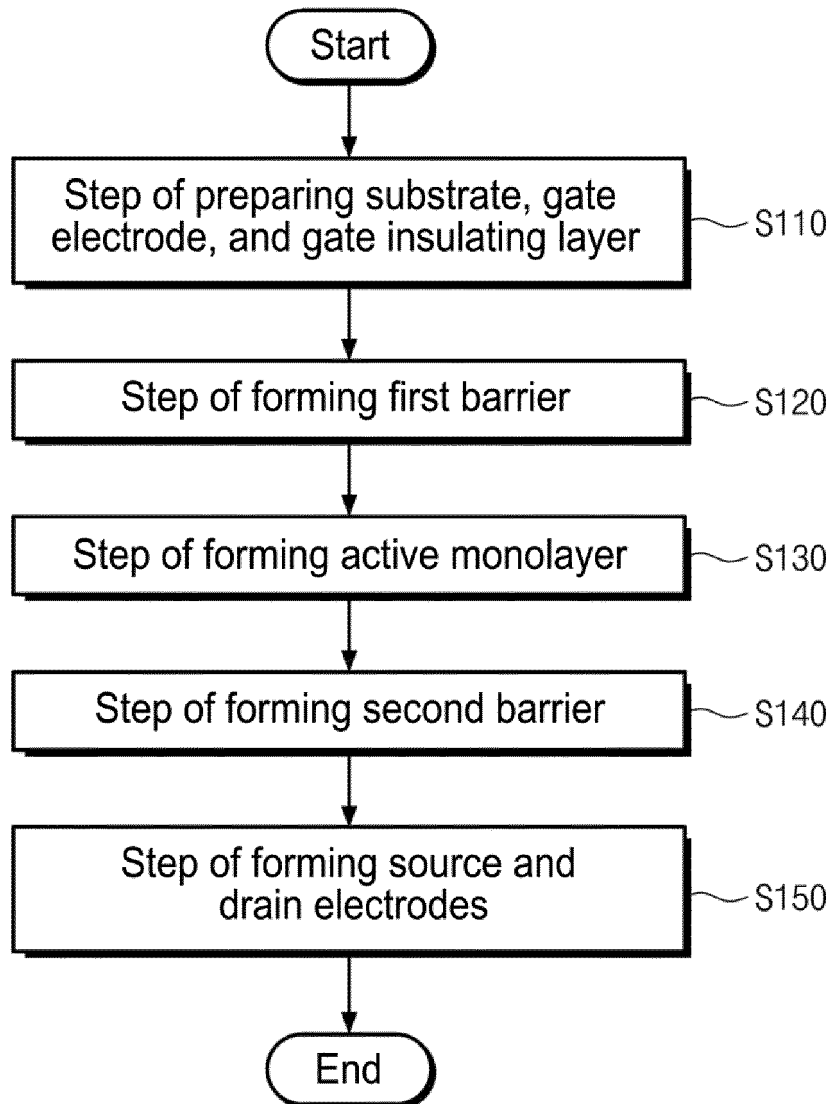 Start
Step of preparing substrate, gate
electrode, and gate insulating layer
S110
Step of forming first barrier
S120
Step of forming active monolayer
S130
Step of forming second barrier
S140
Step of forming source and
drain electrodes
S150
End